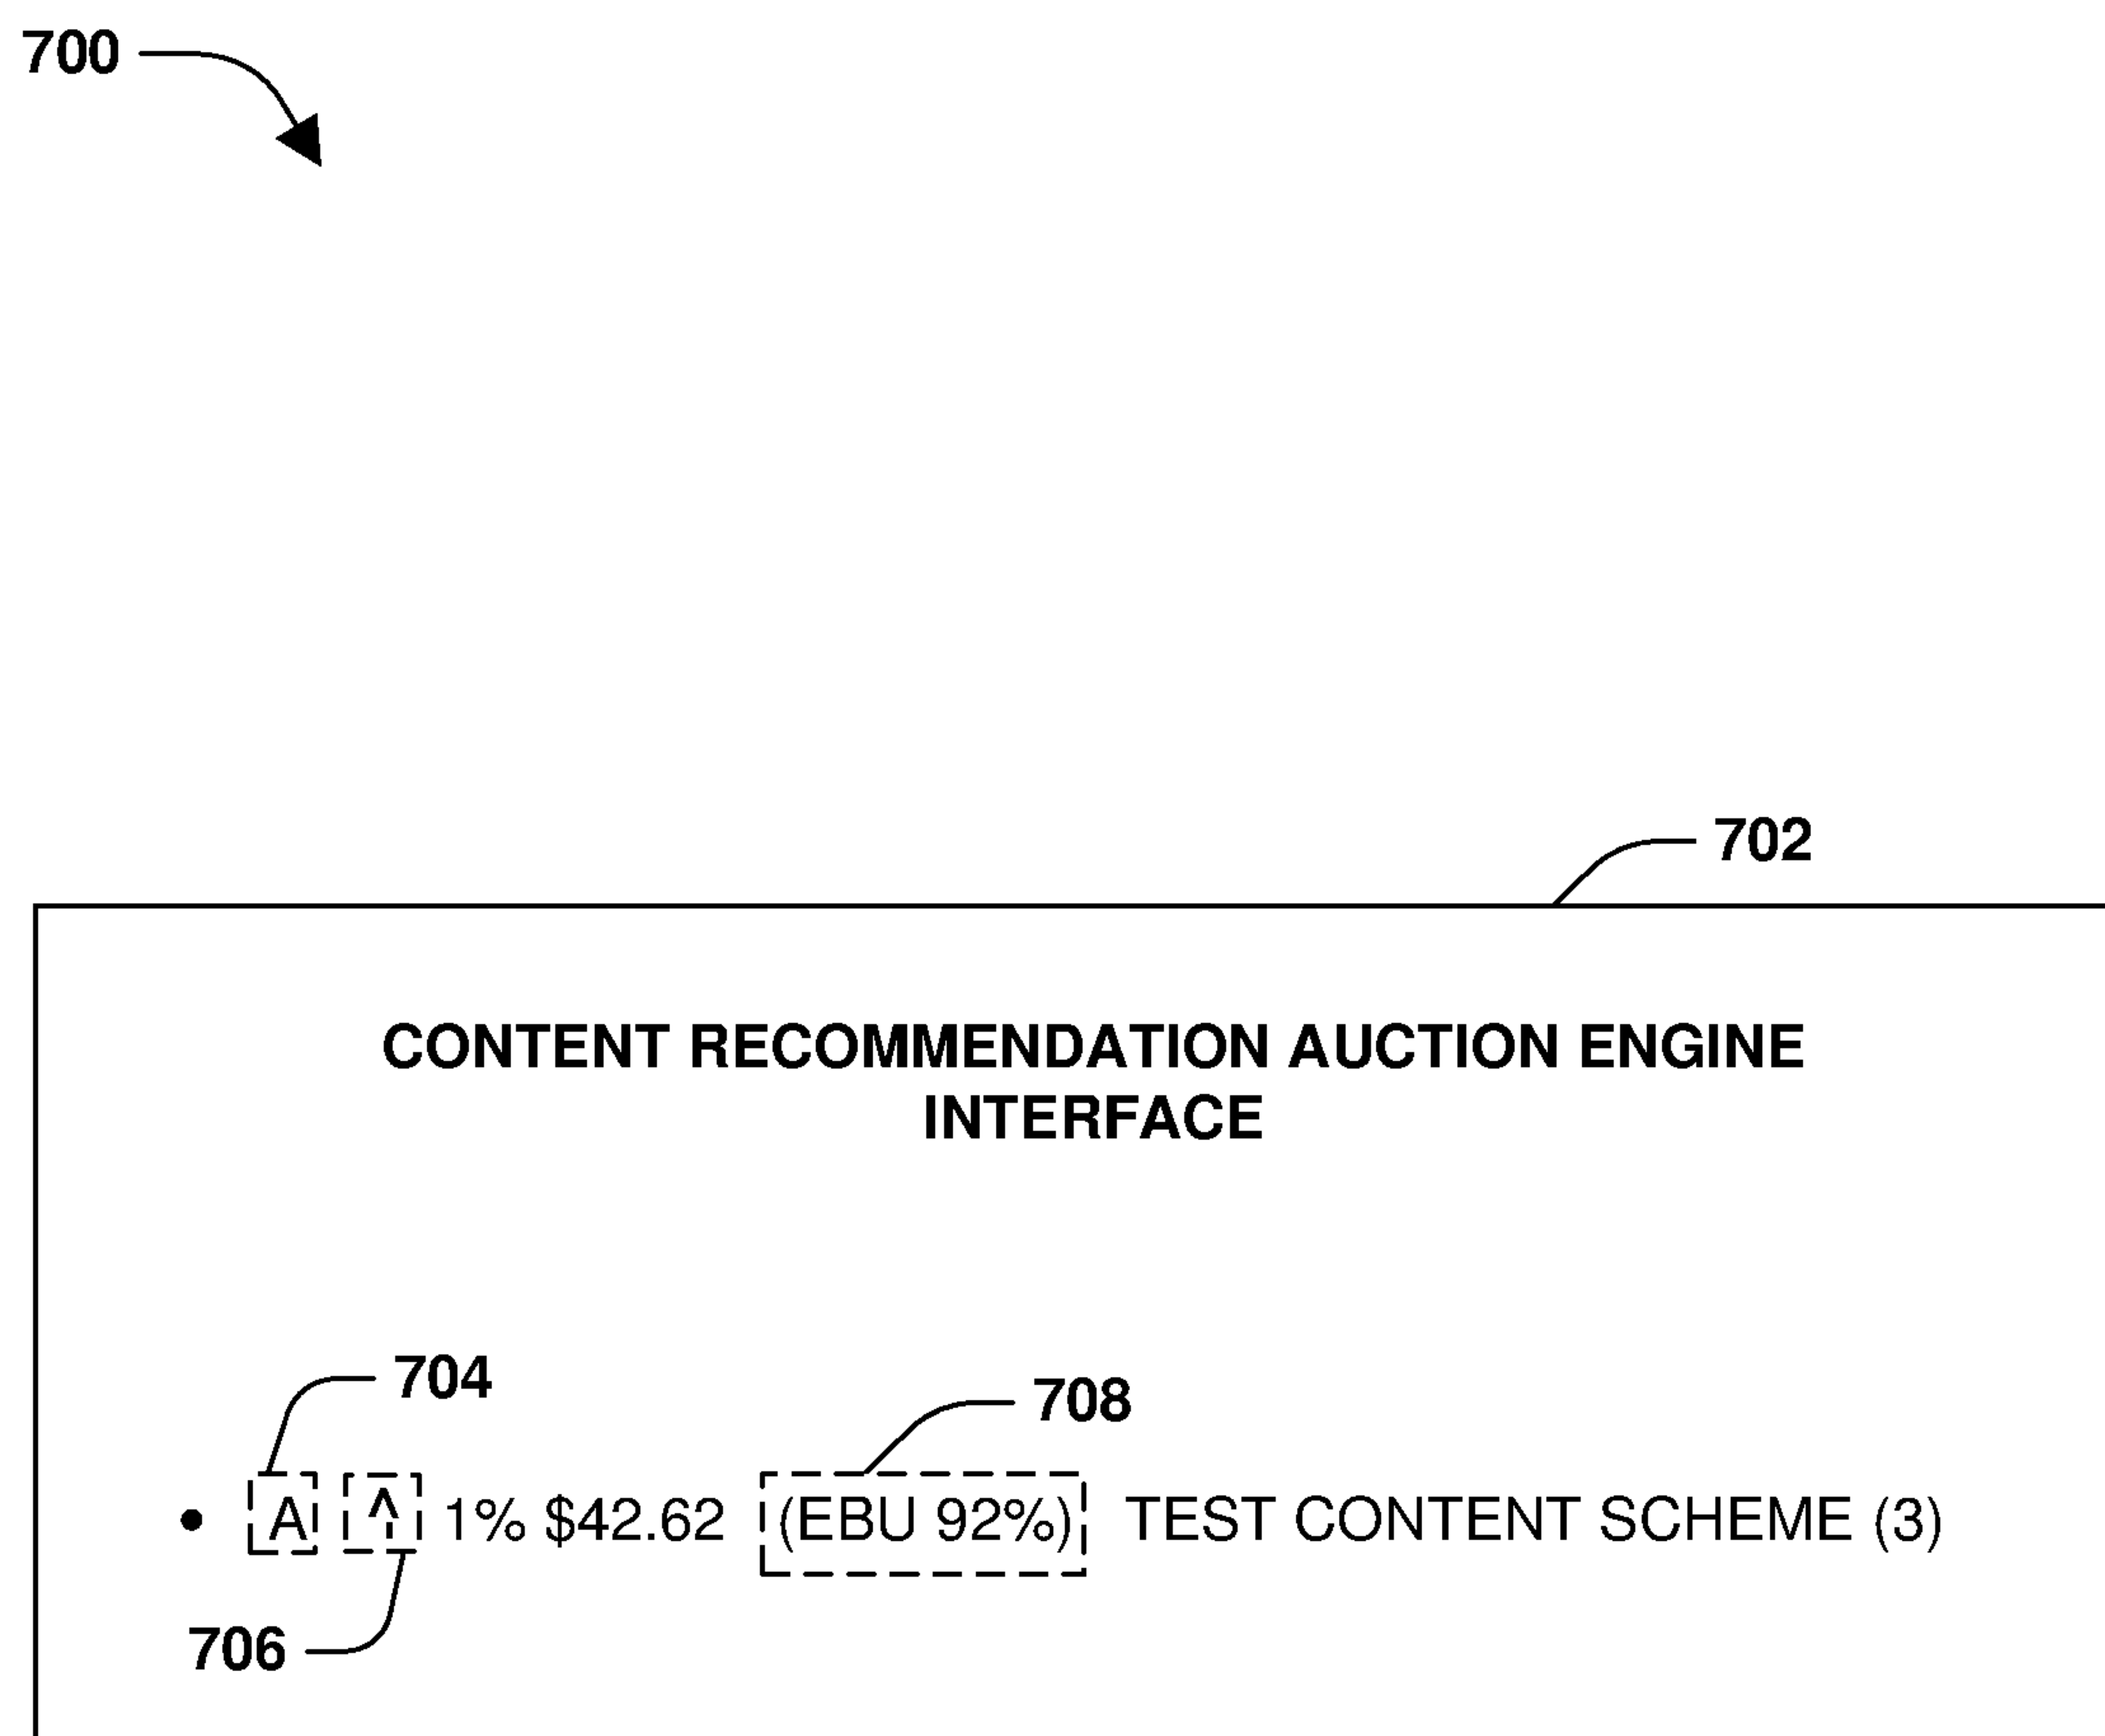 700
702
CONTENT RECOMMENDATION AUCTION ENGINE
INTERFACE
704
708
• A ^ 1% $42.62 (EBU 92%) TEST CONTENT SCHEME (3)
706